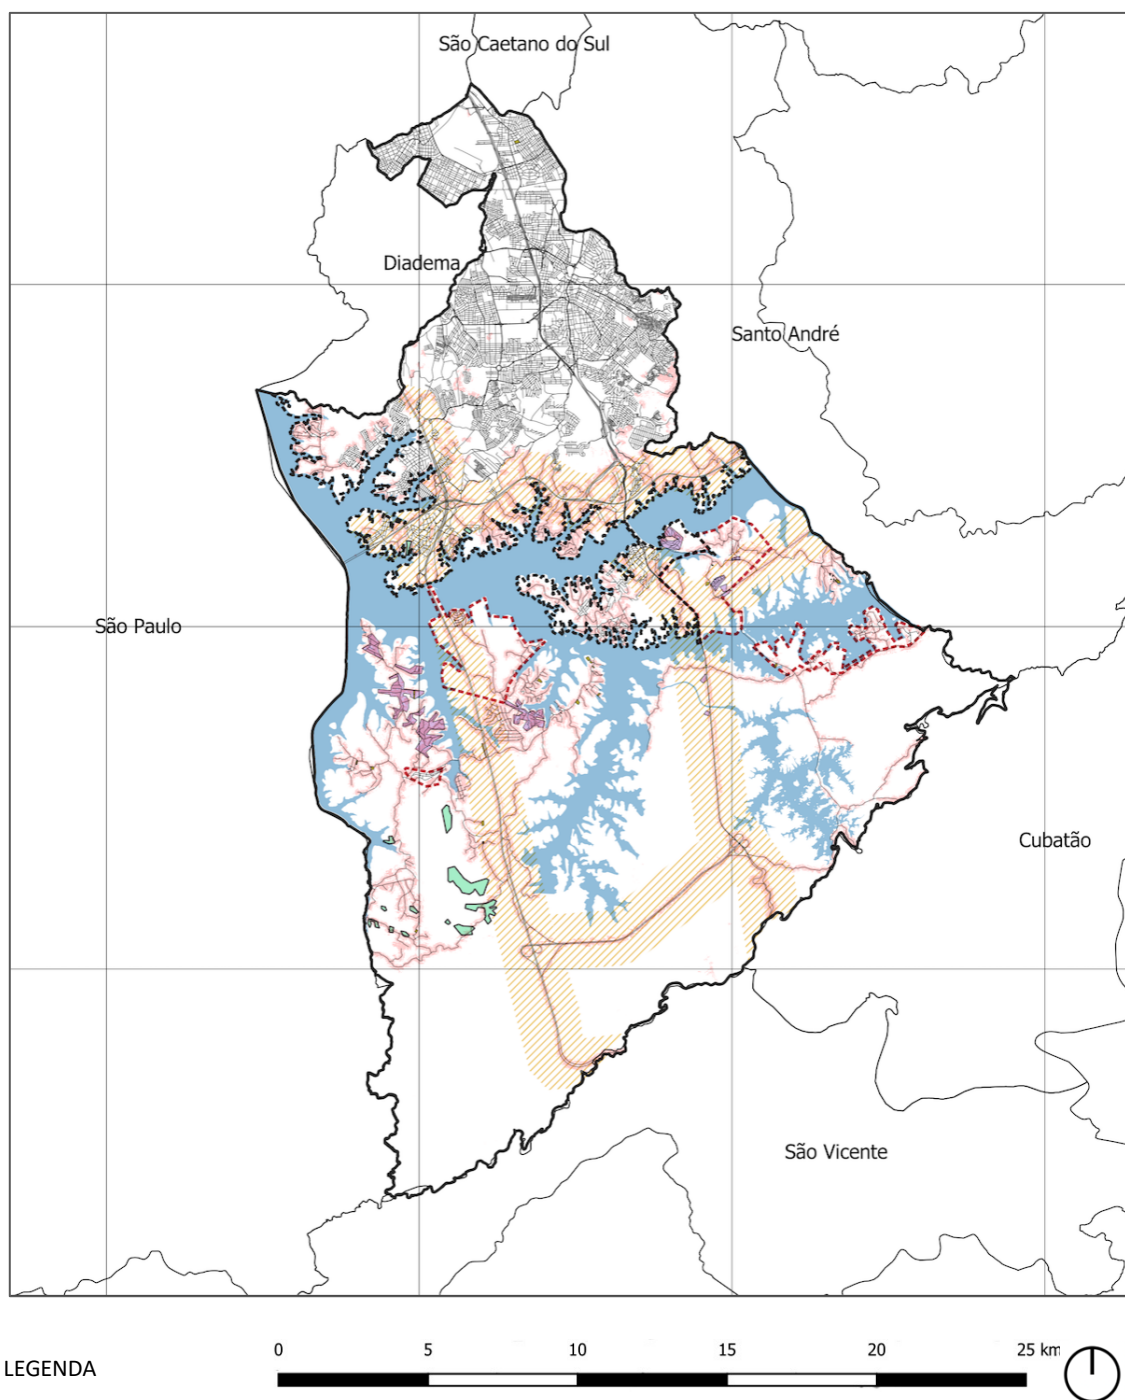 São Caetano do Sul
Diadema
Santo André
São Paulo
Cubatão
São Vicente
LEGENDA
0 5 10 15 20 25 km